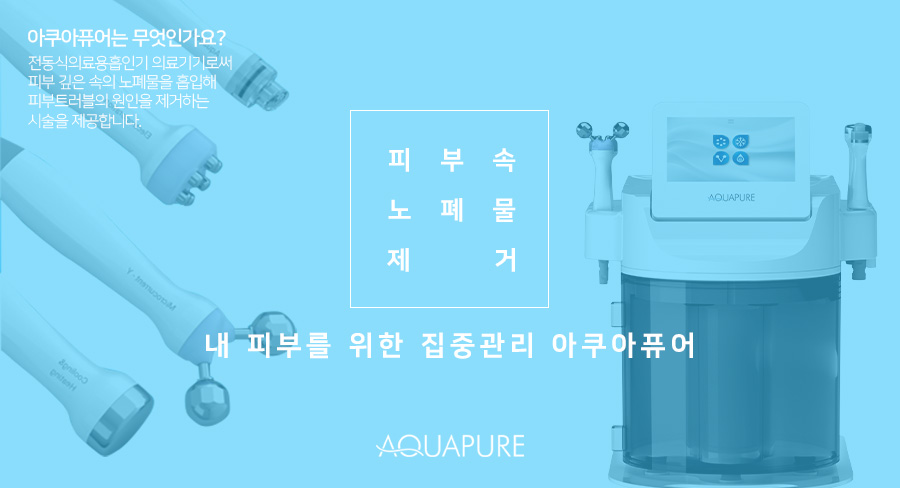 아쿠아퓨어는 무엇인가요?
전동식의료용흡인기 의료기기로써
피부 깊은 속의 노폐물을 흡입해
피부트러블의 원인을 제거하는
시술을 제공합니다.
피 부 속
노 폐 물
제 거
AQUAPURE
내 피부를 위한 집중관리 아쿠아퓨어
AQUAPURE